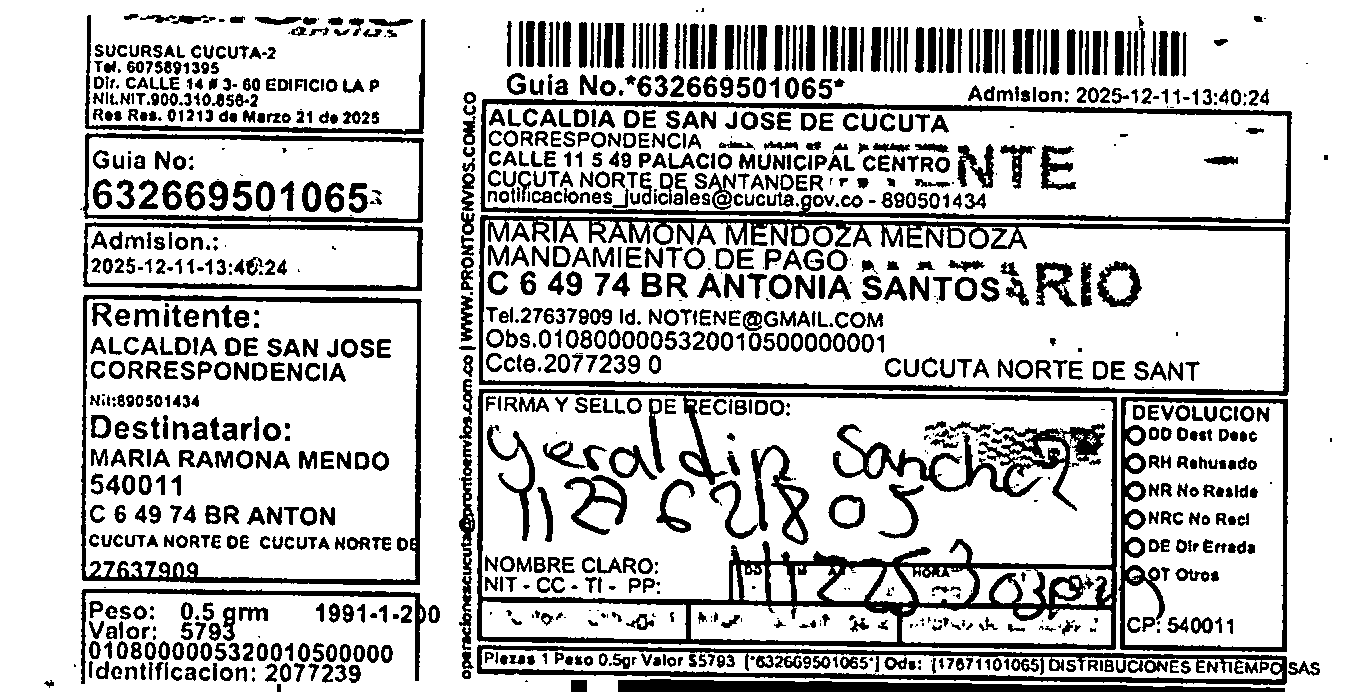 envios
SUCURSAL CUCUTA-2
Tel. 6075891395
Dir. CALLE 14 # 3- 60 EDIFICIO LA P
Nit.NIT.900.310.856-2
Res Res. 01213 de Marzo 21 de 2025
Guia No:
632669501065
Admision.:
2025-12-11-13:40:24
Remitente:
ALCALDIA DE SAN JOSE
CORRESPONDENCIA
Nit:890501434
Destinatario:
MARIA RAMONA MENDO
540011
C 6 49 74 BR ANTON
CUCUTA NORTE DE CUCUTA NORTE DE
27637909
Peso: 0.5 grm 1991-1-200
Valor: 5793
01080000053200105000000
Identificacion: 2077239
operacionescucuta@prontoenvios.com.co | WWW.PRONTOENVIOS.COM.CO
Guia No.*632669501065*
Admision: 2025-12-11-13:40:24
ALCALDIA DE SAN JOSE DE CUCUTA
CORRESPONDENCIA
CALLE 11 5 49 PALACIO MUNICIPAL CENTRO
NTE
CUCUTA NORTE DE SANTANDER
notificaciones_judiciales@cucuta.gov.co - 890501434
MARIA RAMONA MENDOZA MENDOZA
MANDAMIENTO DE PAGO
C 6 49 74 BR ANTONIA SANTOS
ARIO
Tel.27637909 Id. NOTIENE@GMAIL.COM
Obs.010800000532001050000000​1
Ccte.2077239 0
CUCUTA NORTE DE SANT
FIRMA Y SELLO DE RECIBIDO:
Yeraldin Sanchez
1127621805
NOMBRE CLARO:
NIT - CC - TI - PP:
HORA
DEVOLUCION
DD Dest Desc
RH Rehusado
NR No Reside
NRC No Recl
DE Dir Errada
OT Otros
CP: 540011
Piezas 1 Peso 0.5gr Valor $5793 [*632669501065*] Ods: [17671101065] DISTRIBUCIONES ENTIEMPO SAS